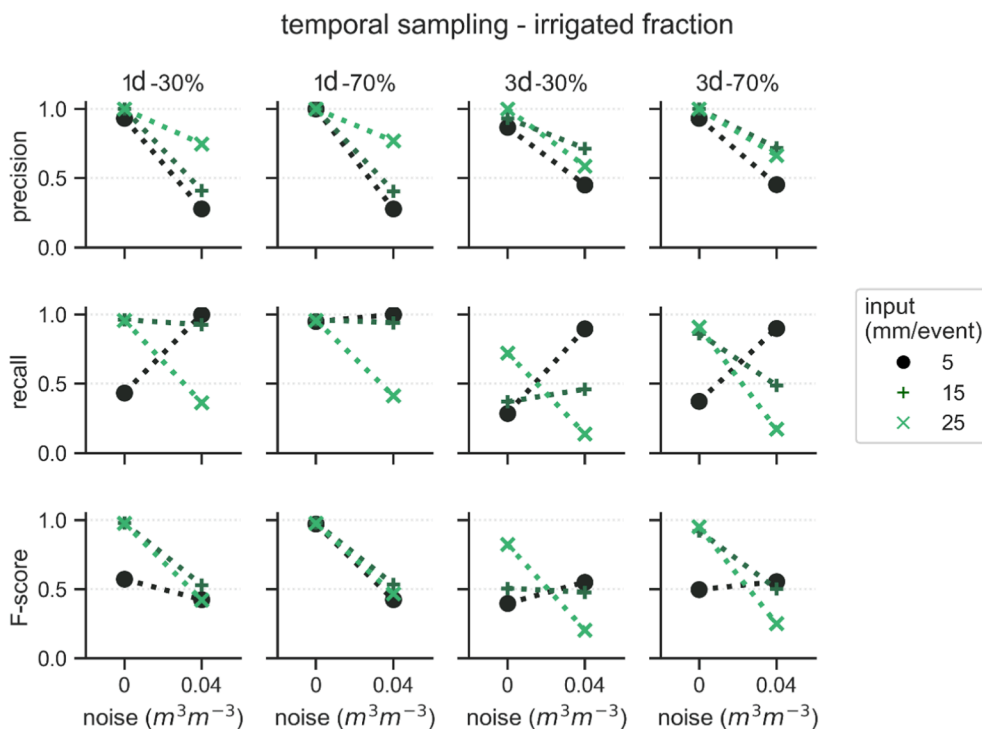 temporal sampling - irrigated fraction
1d-30% 1d-70% 3d-30% 3d-70%
1.0
precision
0.5
0.0
1.0
recall
0.5
0.0
input
(mm/event)
5
15
25
1.0
F-score
0.5
0.0
0 0.04 0 0.04 0 0.04 0 0.04
noise (m³m⁻³) noise (m³m⁻³) noise (m³m⁻³) noise (m³m⁻³)